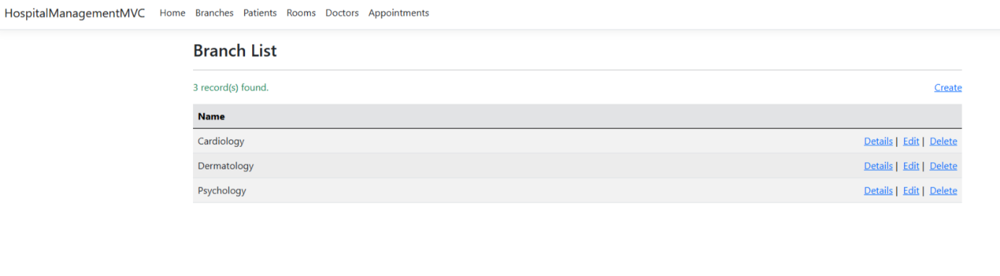 HospitalManagementMVC Home Branches Patients Rooms Doctors Appointments
Branch List
3 record(s) found. Create
Name
Cardiology Details | Edit | Delete
Dermatology Details | Edit | Delete
Psychology Details | Edit | Delete